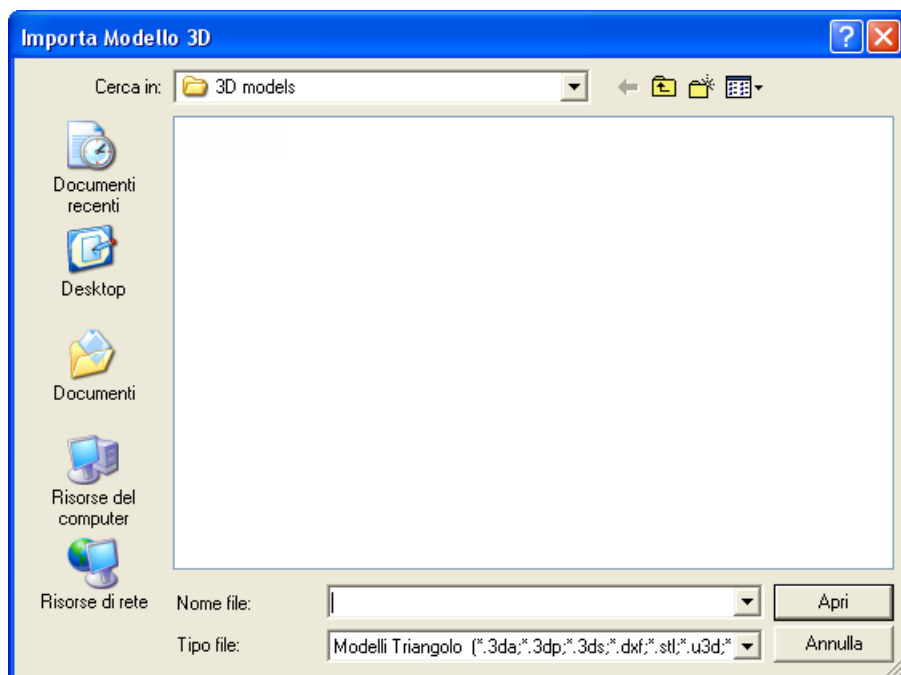 Importa Modello 3D
Cerca in: 3D models
Documenti
recenti
Desktop
Documenti
Risorse del
computer
Risorse di rete
Nome file:
Apri
Tipo file: Modelli Triangolo (*.3da;*.3dp;*.3ds;*.dxf;*.stl;*.u3d;*
Annulla